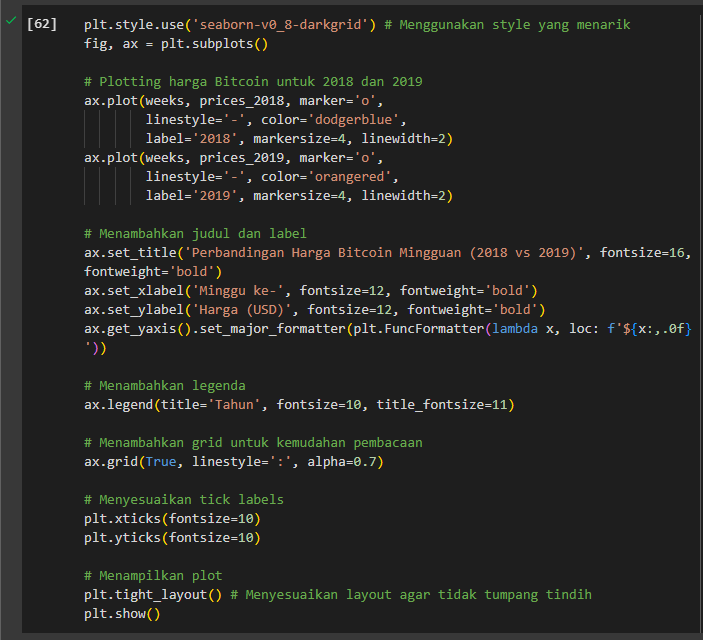 [62] plt.style.use('seaborn-v0_8-darkgrid') # Menggunakan style yang menarik
fig, ax = plt.subplots()

# Plotting harga Bitcoin untuk 2018 dan 2019
ax.plot(weeks, prices_2018, marker='o',
        linestyle='-', color='dodgerblue',
        label='2018', markersize=4, linewidth=2)
ax.plot(weeks, prices_2019, marker='o',
        linestyle='-', color='orangered',
        label='2019', markersize=4, linewidth=2)

# Menambahkan judul dan label
ax.set_title('Perbandingan Harga Bitcoin Mingguan (2018 vs 2019)', fontsize=16,
fontweight='bold')
ax.set_xlabel('Minggu ke-', fontsize=12, fontweight='bold')
ax.set_ylabel('Harga (USD)', fontsize=12, fontweight='bold')
ax.get_yaxis().set_major_formatter(plt.FuncFormatter(lambda x, loc: f'${x:,.0f}
'))

# Menambahkan legenda
ax.legend(title='Tahun', fontsize=10, title_fontsize=11)

# Menambahkan grid untuk kemudahan pembacaan
ax.grid(True, linestyle=':', alpha=0.7)

# Menyesuaikan tick labels
plt.xticks(fontsize=10)
plt.yticks(fontsize=10)

# Menampilkan plot
plt.tight_layout() # Menyesuaikan layout agar tidak tumpang tindih
plt.show()